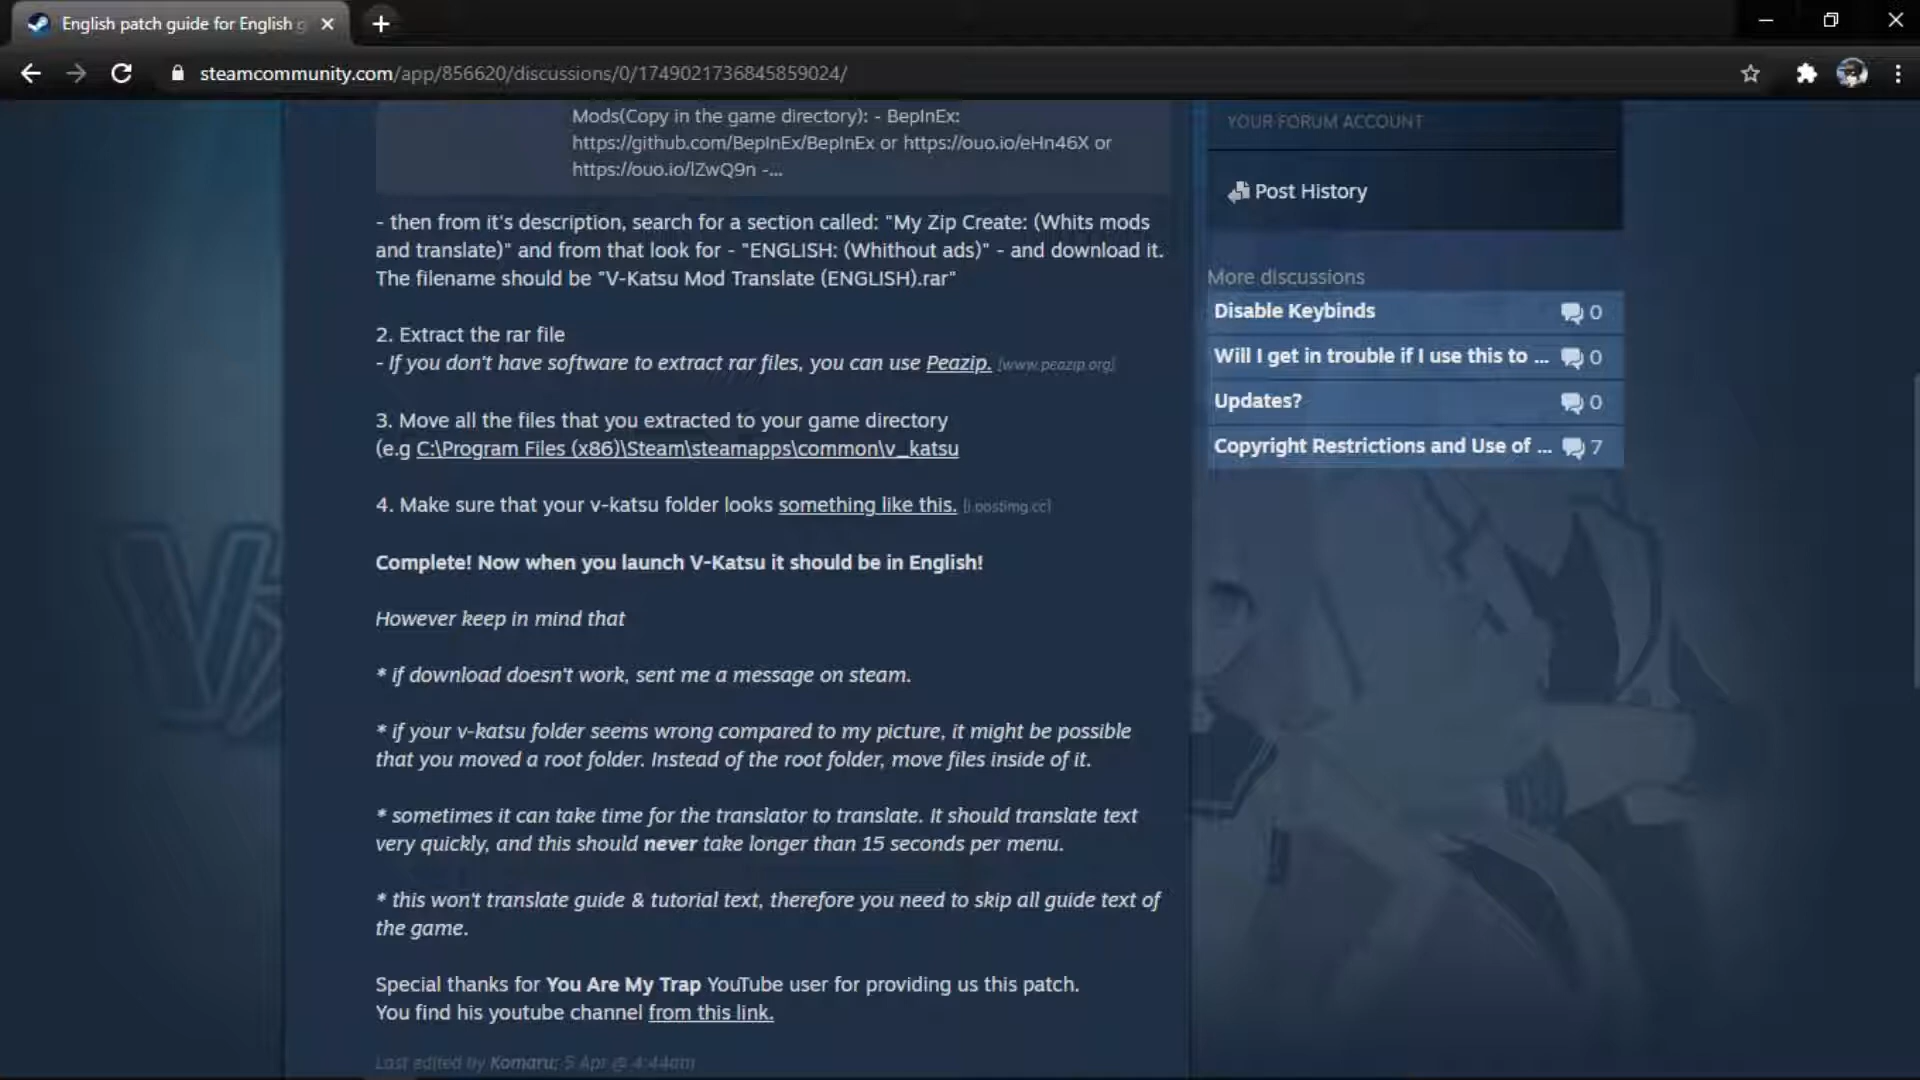 English patch guide for English g
steamcommunity.com/app/856620/discussions/0/1749021736845859024/
Mods(Copy in the game directory): - BepInEx:
https://github.com/BepInEx/BepInEx or https://ouo.io/eHn46X or
https://ouo.io/lZwQ9n -...
- then from it's description, search for a section called: "My Zip Create: (Whits mods
and translate)" and from that look for - "ENGLISH: (Whithout ads)" - and download it.
The filename should be "V-Katsu Mod Translate (ENGLISH).rar"
2. Extract the rar file
- If you don't have software to extract rar files, you can use Peazip. [www.peazip.org]
3. Move all the files that you extracted to your game directory
(e.g C:\Program Files (x86)\Steam\steamapps\common\v_katsu
4. Make sure that your v-katsu folder looks something like this. [i.postimg.cc]
Complete! Now when you launch V-Katsu it should be in English!
However keep in mind that
* if download doesn't work, sent me a message on steam.
* if your v-katsu folder seems wrong compared to my picture, it might be possible
that you moved a root folder. Instead of the root folder, move files inside of it.
* sometimes it can take time for the translator to translate. It should translate text
very quickly, and this should never take longer than 15 seconds per menu.
* this won't translate guide & tutorial text, therefore you need to skip all guide text of
the game.
Special thanks for You Are My Trap YouTube user for providing us this patch.
You find his youtube channel from this link.
Last edited by Komaru; 5 Apr @ 4:44am
YOUR FORUM ACCOUNT
Post History
More discussions
Disable Keybinds 0
Will I get in trouble if I use this to ... 0
Updates? 0
Copyright Restrictions and Use of ... 7